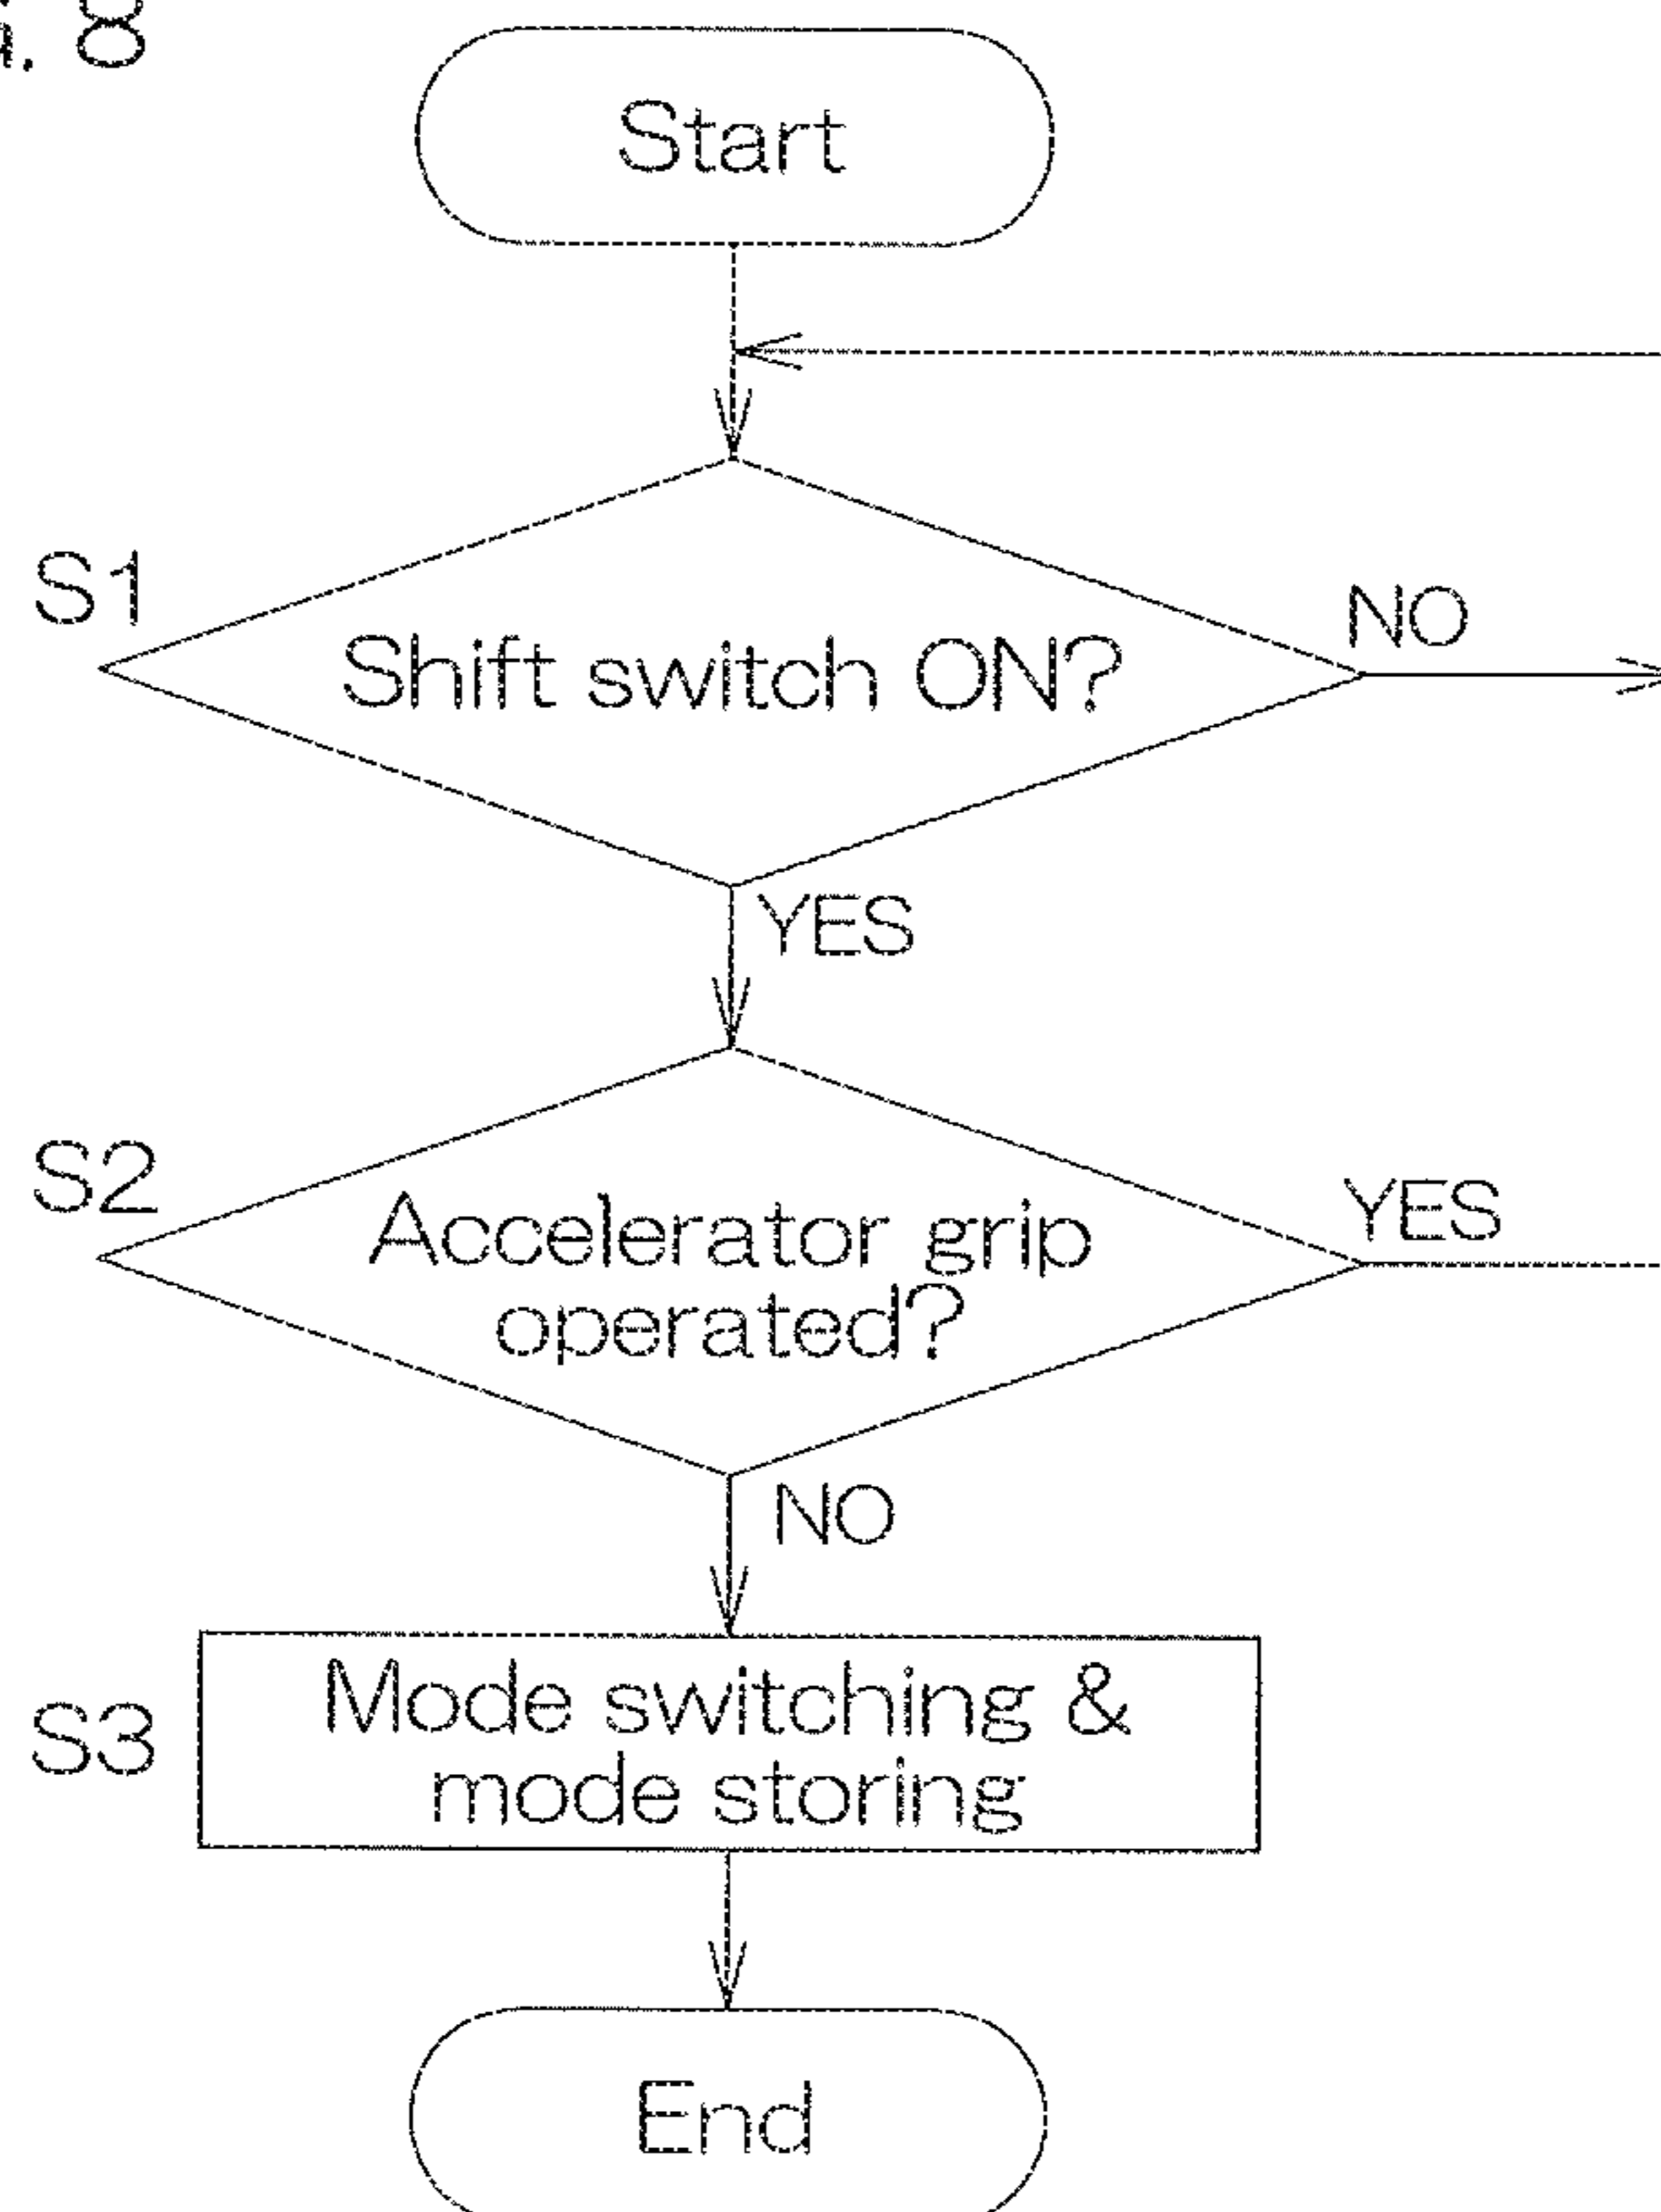 . 8
Start
S1
Shift switch ON?
NO
YES
S2
Accelerator grip
operated?
YES
NO
S3
Mode switching &
mode storing
End